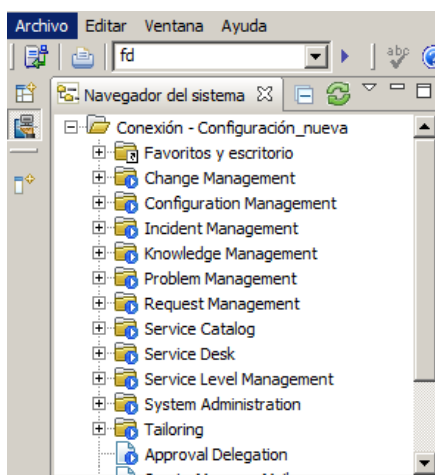 Archivo Editar Ventana Ayuda
fd abc
Navegador del sistema
Conexión - Configuración_nueva
Favoritos y escritorio
Change Management
Configuration Management
Incident Management
Knowledge Management
Problem Management
Request Management
Service Catalog
Service Desk
Service Level Management
System Administration
Tailoring
Approval Delegation